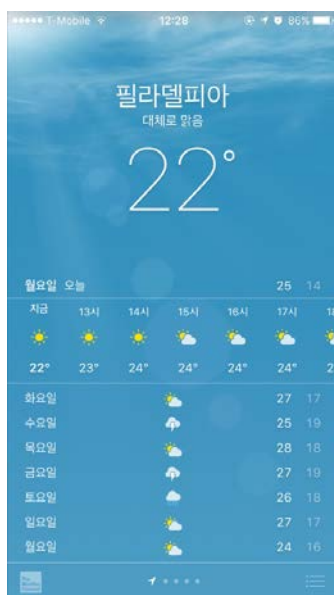 T-Mobile 12:28 86%
필라델피아
대체로 맑음
22°
월요일 오늘 25 14
지금 13시 14시 15시 16시 17시
22° 23° 24° 24° 24° 24°
화요일 27 17
수요일 25 19
목요일 28 18
금요일 27 19
토요일 26 18
일요일 27 17
월요일 24 16